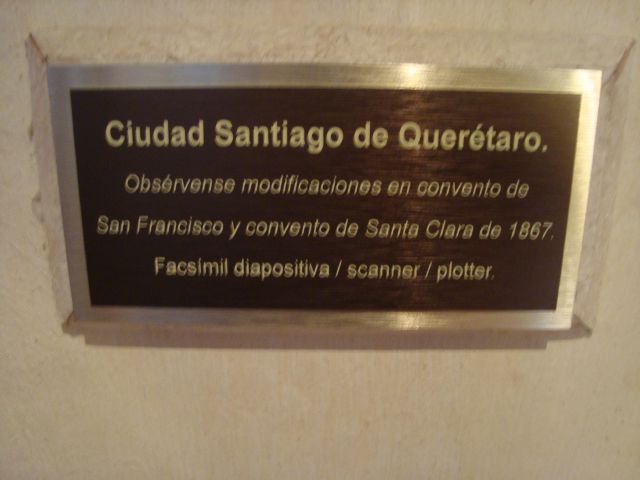 Ciudad Santiago de Querétaro.
Obsérvense modificaciones en convento de
San Francisco y convento de Santa Clara de 1867.
Facsímil diapositiva / scanner / plotter.